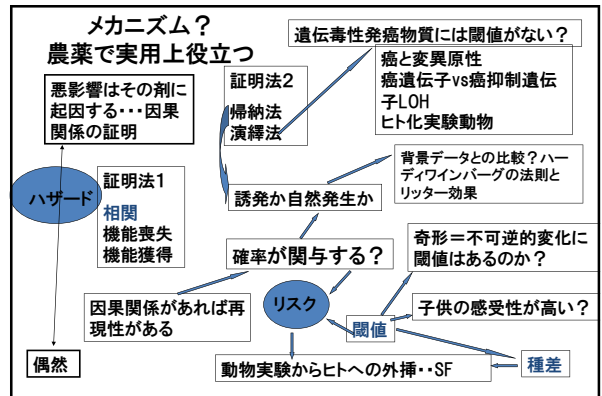 メカニズム?
農薬で実用上役立つ
遺伝毒性発癌物質には閾値がない?
癌と変異原性
癌遺伝子vs癌抑制遺伝
子LOH
ヒト化実験動物
悪影響はその剤に
起因する・・・因果
関係の証明
証明法2
帰納法
演繹法
ハザード
証明法1
相関
機能喪失
機能獲得
背景データとの比較?ハー
ディワインバーグの法則と
リッター効果
誘発か自然発生か
確率が関与する?
奇形=不可逆的変化に
閾値はあるのか?
因果関係があれば再
現性がある
リスク
閾値
子供の感受性が高い?
偶然
動物実験からヒトへの外挿・・SF
種差